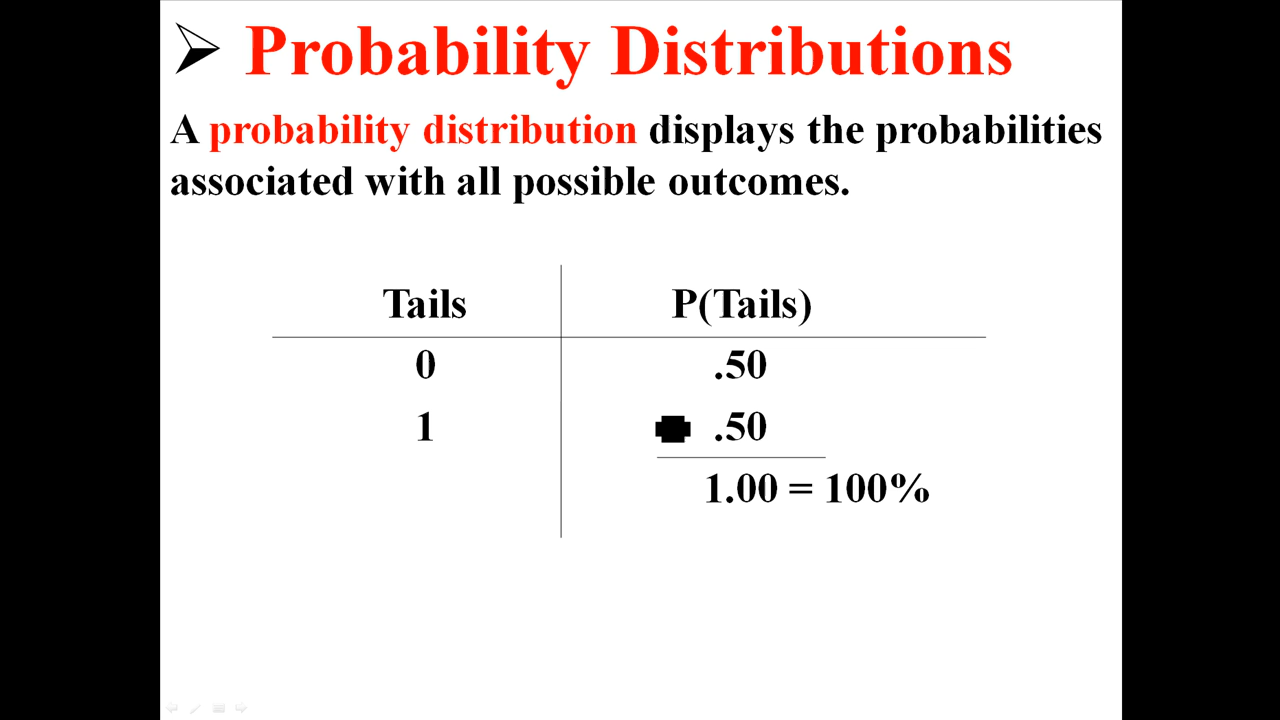 Probability Distributions
A probability distribution displays the probabilities
associated with all possible outcomes.
Tails P(Tails)
0 .50
1 .50
1.00 = 100%